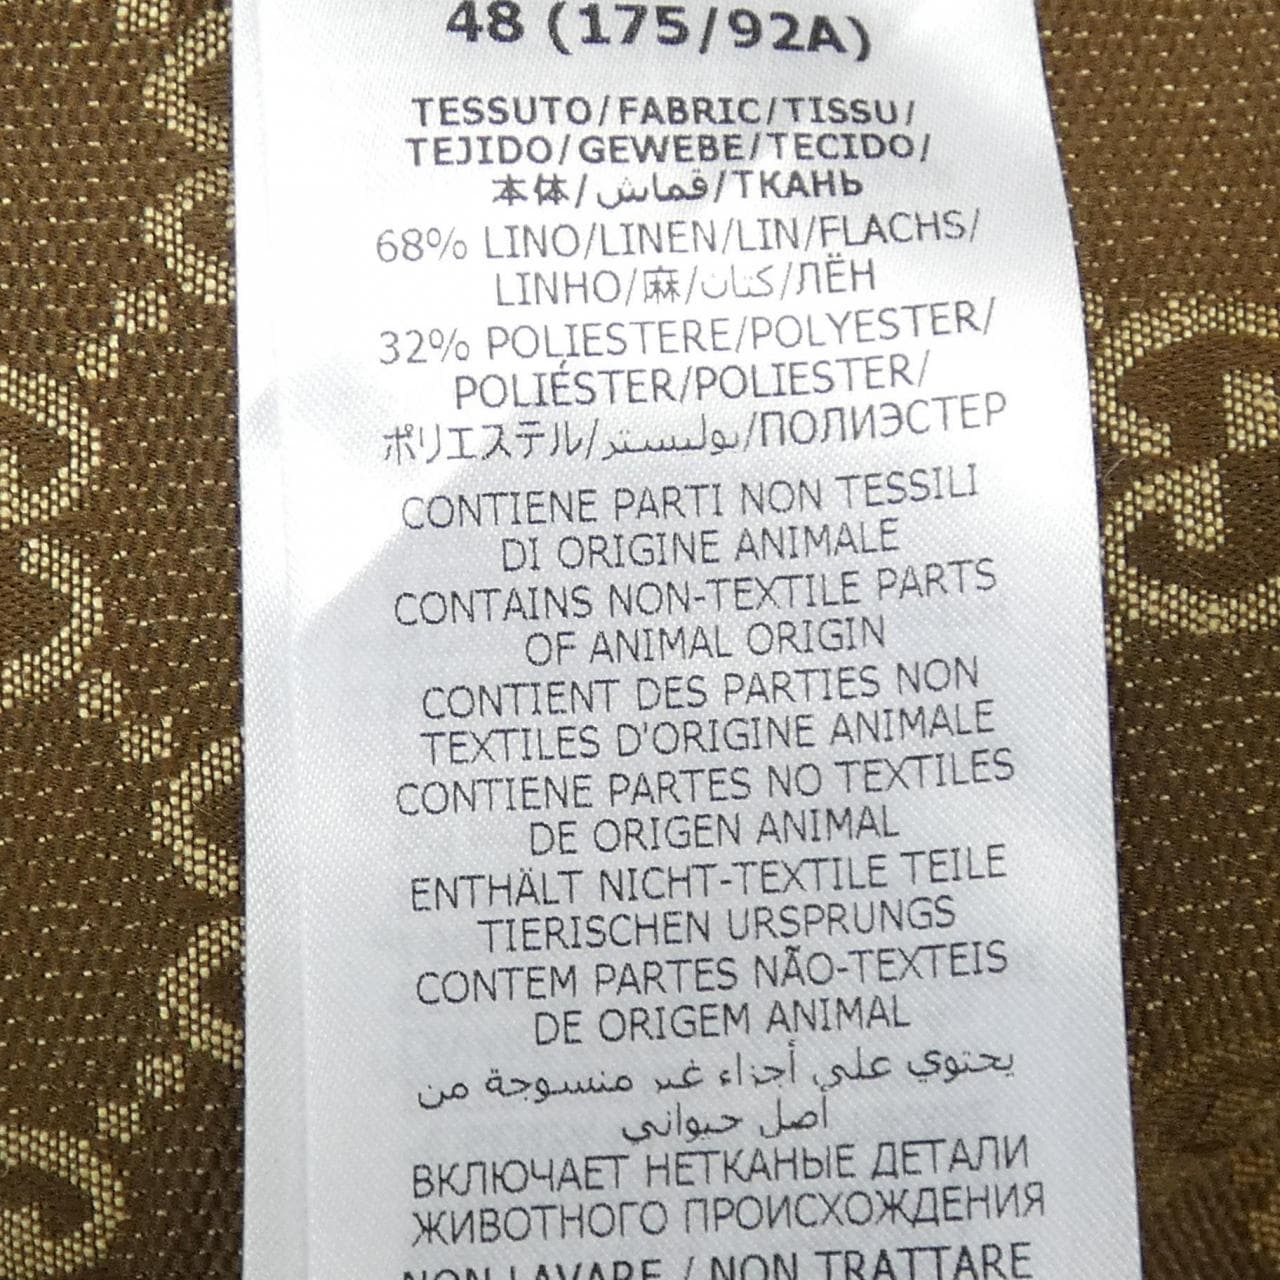 48 (175/92A)
TESSUTO/FABRIC/TISSU/
TEJIDO/GEWEBE/TECIDO/
本体/قماش/ТКАНЬ
68% LINO/LINEN/LIN/FLACHS/
LINHO/麻/كتان/ЛЁН
32% POLIESTERE/POLYESTER/
POLIÉSTER/POLIESTER/
ポリエステル/بوليستر/ПОЛИЭСТЕР
CONTIENE PARTI NON TESSILI
DI ORIGINE ANIMALE
CONTAINS NON-TEXTILE PARTS
OF ANIMAL ORIGIN
CONTIENT DES PARTIES NON
TEXTILES D'ORIGINE ANIMALE
CONTIENE PARTES NO TEXTILES
DE ORIGEN ANIMAL
ENTHÄLT NICHT-TEXTILE TEILE
TIERISCHEN URSPRUNGS
CONTEM PARTES NÃO-TEXTEIS
DE ORIGEM ANIMAL
يحتوي على أجزاء غير منسوجة من
أصل حيواني
ВКЛЮЧАЕТ НЕТКАНЫЕ ДЕТАЛИ
ЖИВОТНОГО ПРОИСХОЖДЕНИЯ
NON LAVARE / NON TRATTARE